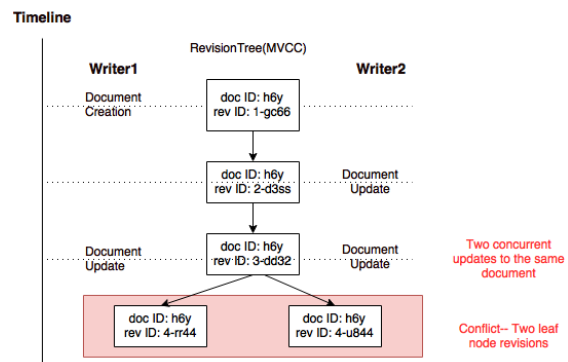 Timeline
RevisionTree(MVCC)
Writer1
Writer2
Document
Creation
doc ID: h6y
rev ID: 1-gc66
doc ID: h6y
rev ID: 2-d3ss
Document
Update
Document
Update
doc ID: h6y
rev ID: 3-dd32
Document
Update
Two concurrent
updates to the same
document
doc ID: h6y
rev ID: 4-rr44
doc ID: h6y
rev ID: 4-u844
Conflict-- Two leaf
node revisions